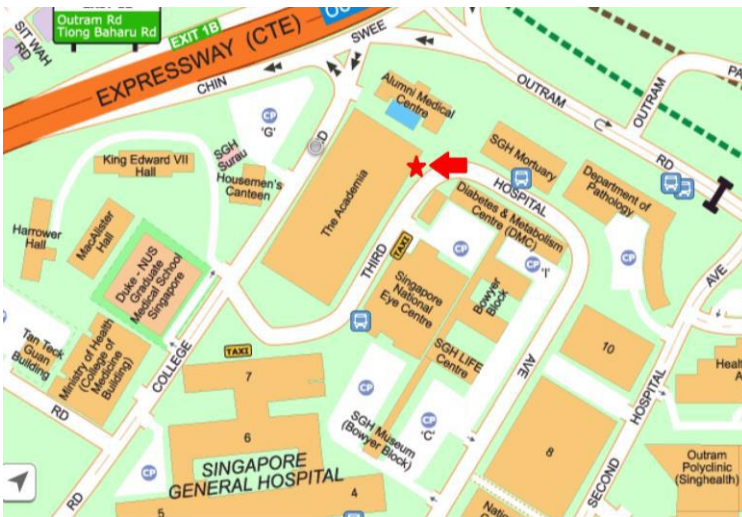 Outram Rd
Tiong Baharu Rd
EXIT 1B
EXPRESSWAY (CTE)
SIT WAH
RD
CHIN
SWEE
OUTRAM
RD
OUTRAM
CP
'G'
SGH
Surau
King Edward VII
Hall
Housemen's
Canteen
Alumni Medical
Centre
The Academia
SGH Mortuary
Department of
Pathology
HOSPITAL
AVE
Diabetes & Metabolism
Centre (DMC)
CP
CP
'I'
CP
Harrower
Hall
MacAlister
Hall
Duke - NUS
Graduate
Medical School
Singapore
THIRD
TAXI
Singapore
National
Eye Centre
Bowyer
Block
SGH LIFE
Centre
AVE
10
Tan Teck
Guan
Building
Ministry of Health
(College of
Medicine
Building)
COLLEGE
RD
RD
TAXI
7
6
5
4
SINGAPORE
GENERAL HOSPITAL
CP
CP
CP
'C'
SGH Museum
(Bowyer Block)
8
SECOND
HOSPITAL
Outram
Polyclinic
(Singhealth)